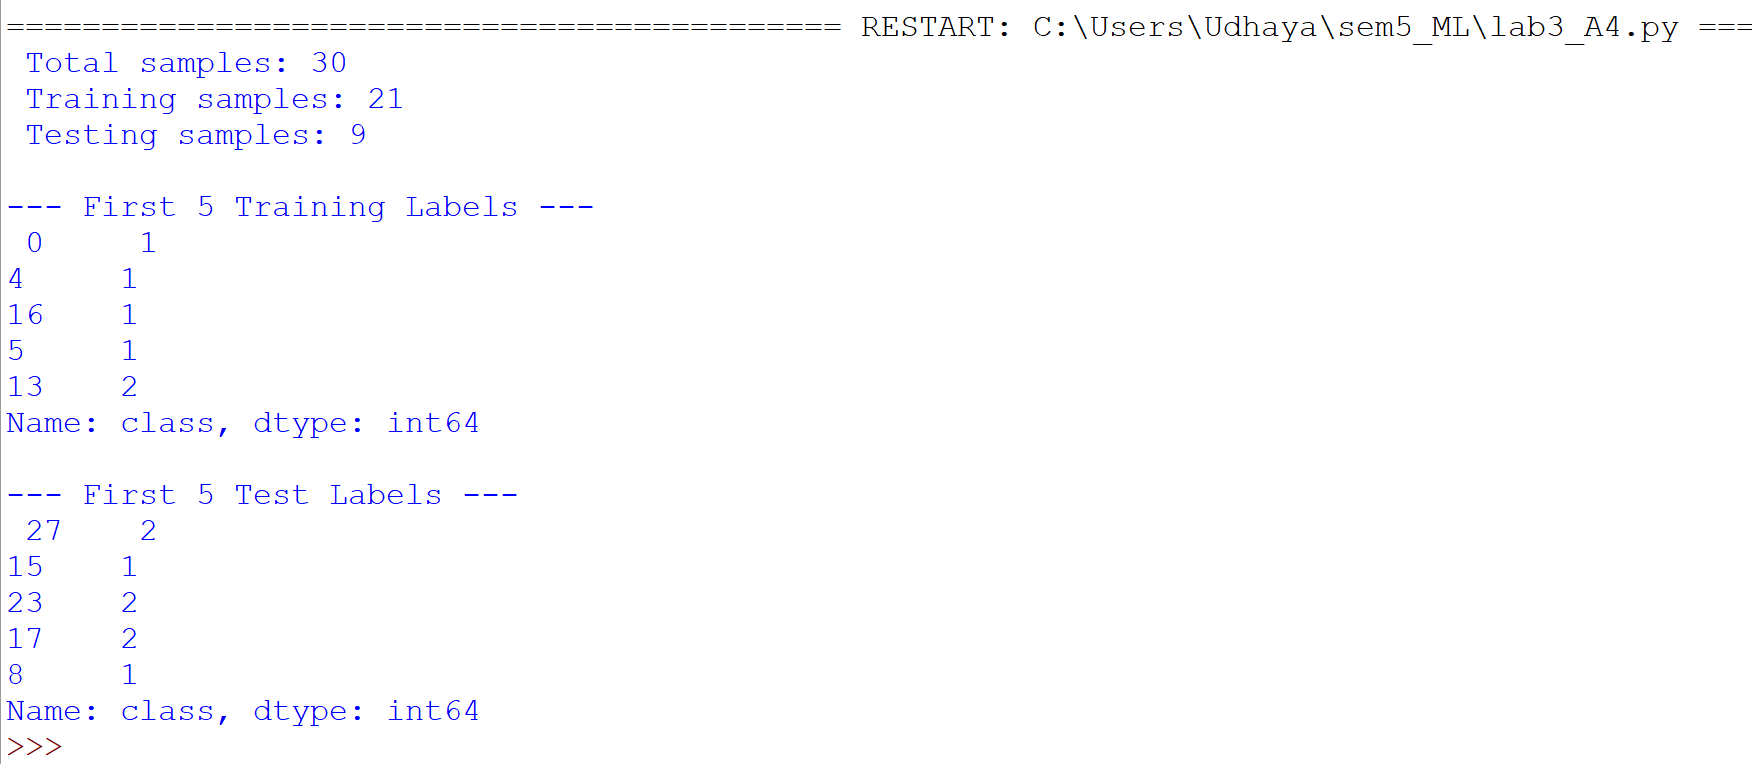 ============================================ RESTART: C:\Users\Udhaya\sem5_ML\lab3_A4.py ===
 Total samples: 30
 Training samples: 21
 Testing samples: 9

--- First 5 Training Labels ---
 0     1
4     1
16    1
5     1
13    2
Name: class, dtype: int64

--- First 5 Test Labels ---
 27    2
15    1
23    2
17    2
8     1
Name: class, dtype: int64
>>>